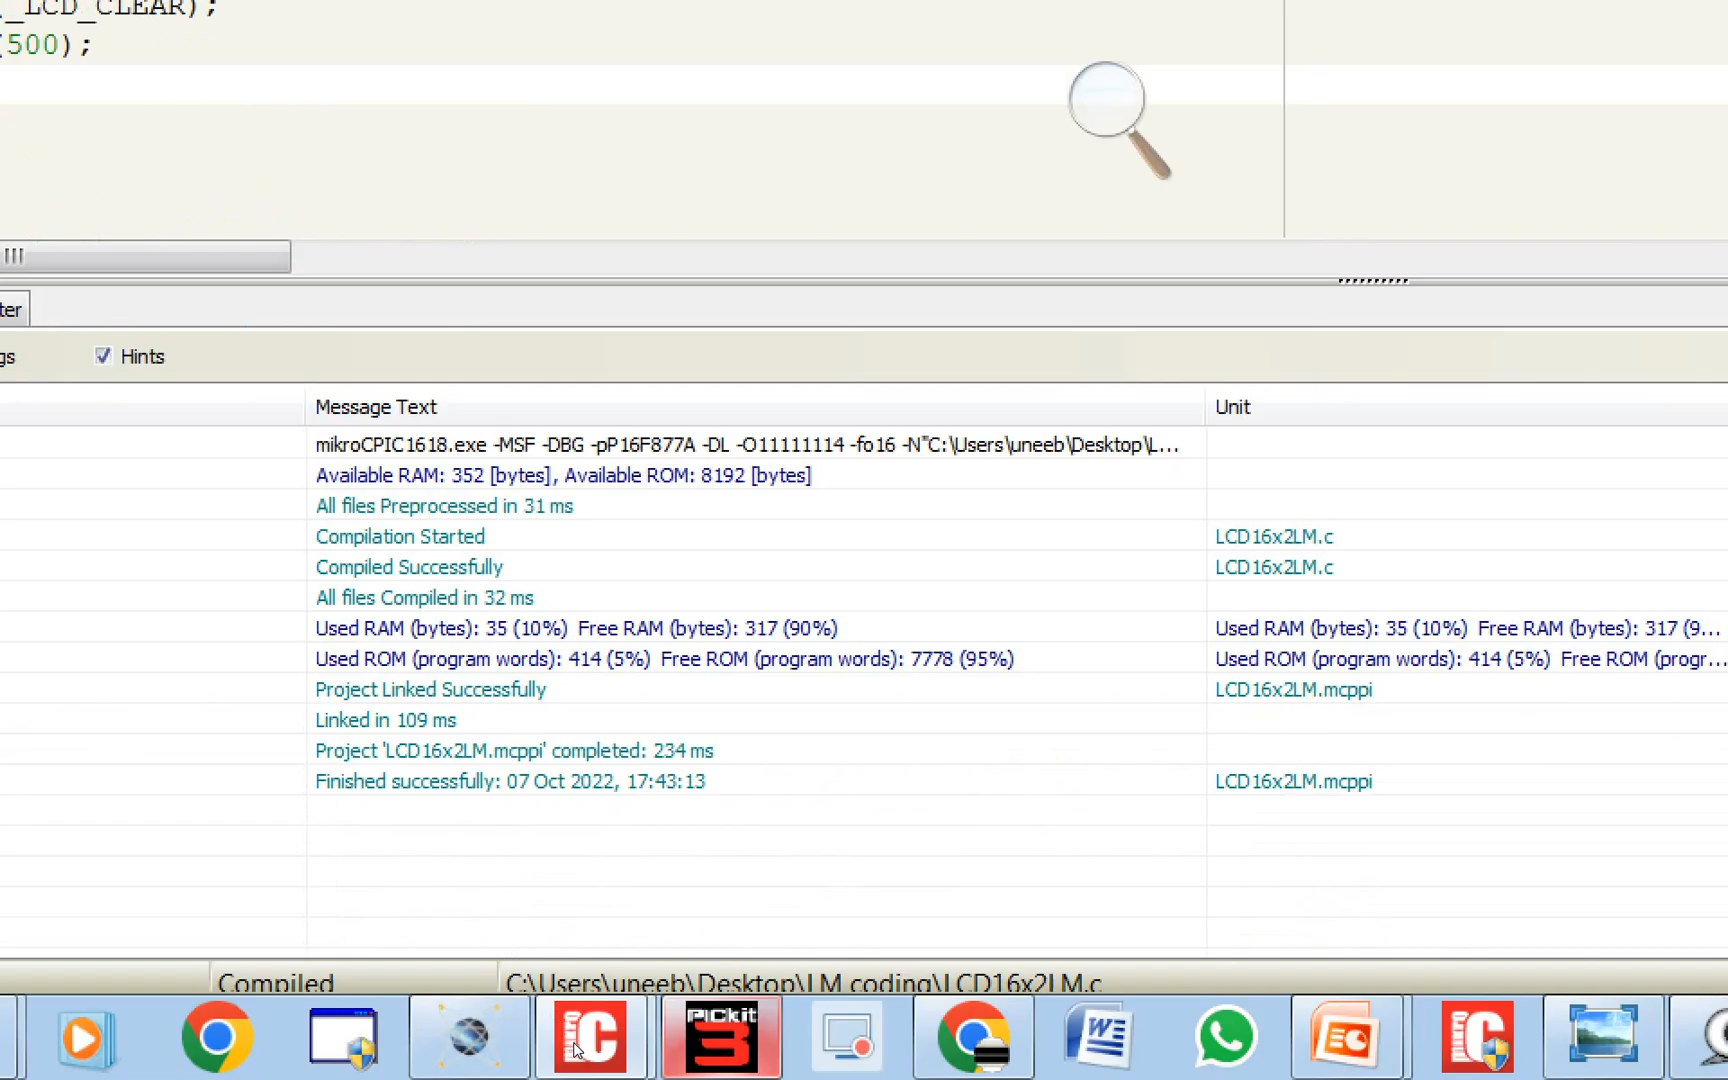 (_LCD_CLEAR);
(500);
ter
gs Hints
Message Text Unit
mikroCPIC1618.exe -MSF -DBG -pP16F877A -DL -O11111114 -fo16 -N"C:\Users\uneeb\Desktop\L...
Available RAM: 352 [bytes], Available ROM: 8192 [bytes]
All files Preprocessed in 31 ms
Compilation Started LCD16x2LM.c
Compiled Successfully LCD16x2LM.c
All files Compiled in 32 ms
Used RAM (bytes): 35 (10%) Free RAM (bytes): 317 (90%) Used RAM (bytes): 35 (10%) Free RAM (bytes): 317 (9...
Used ROM (program words): 414 (5%) Free ROM (program words): 7778 (95%) Used ROM (program words): 414 (5%) Free ROM (progr...
Project Linked Successfully LCD16x2LM.mcppi
Linked in 109 ms
Project 'LCD16x2LM.mcppi' completed: 234 ms
Finished successfully: 07 Oct 2022, 17:43:13 LCD16x2LM.mcppi
Compiled C:\Users\uneeb\Desktop\LM coding\LCD16x2LM.c
PICkit
3